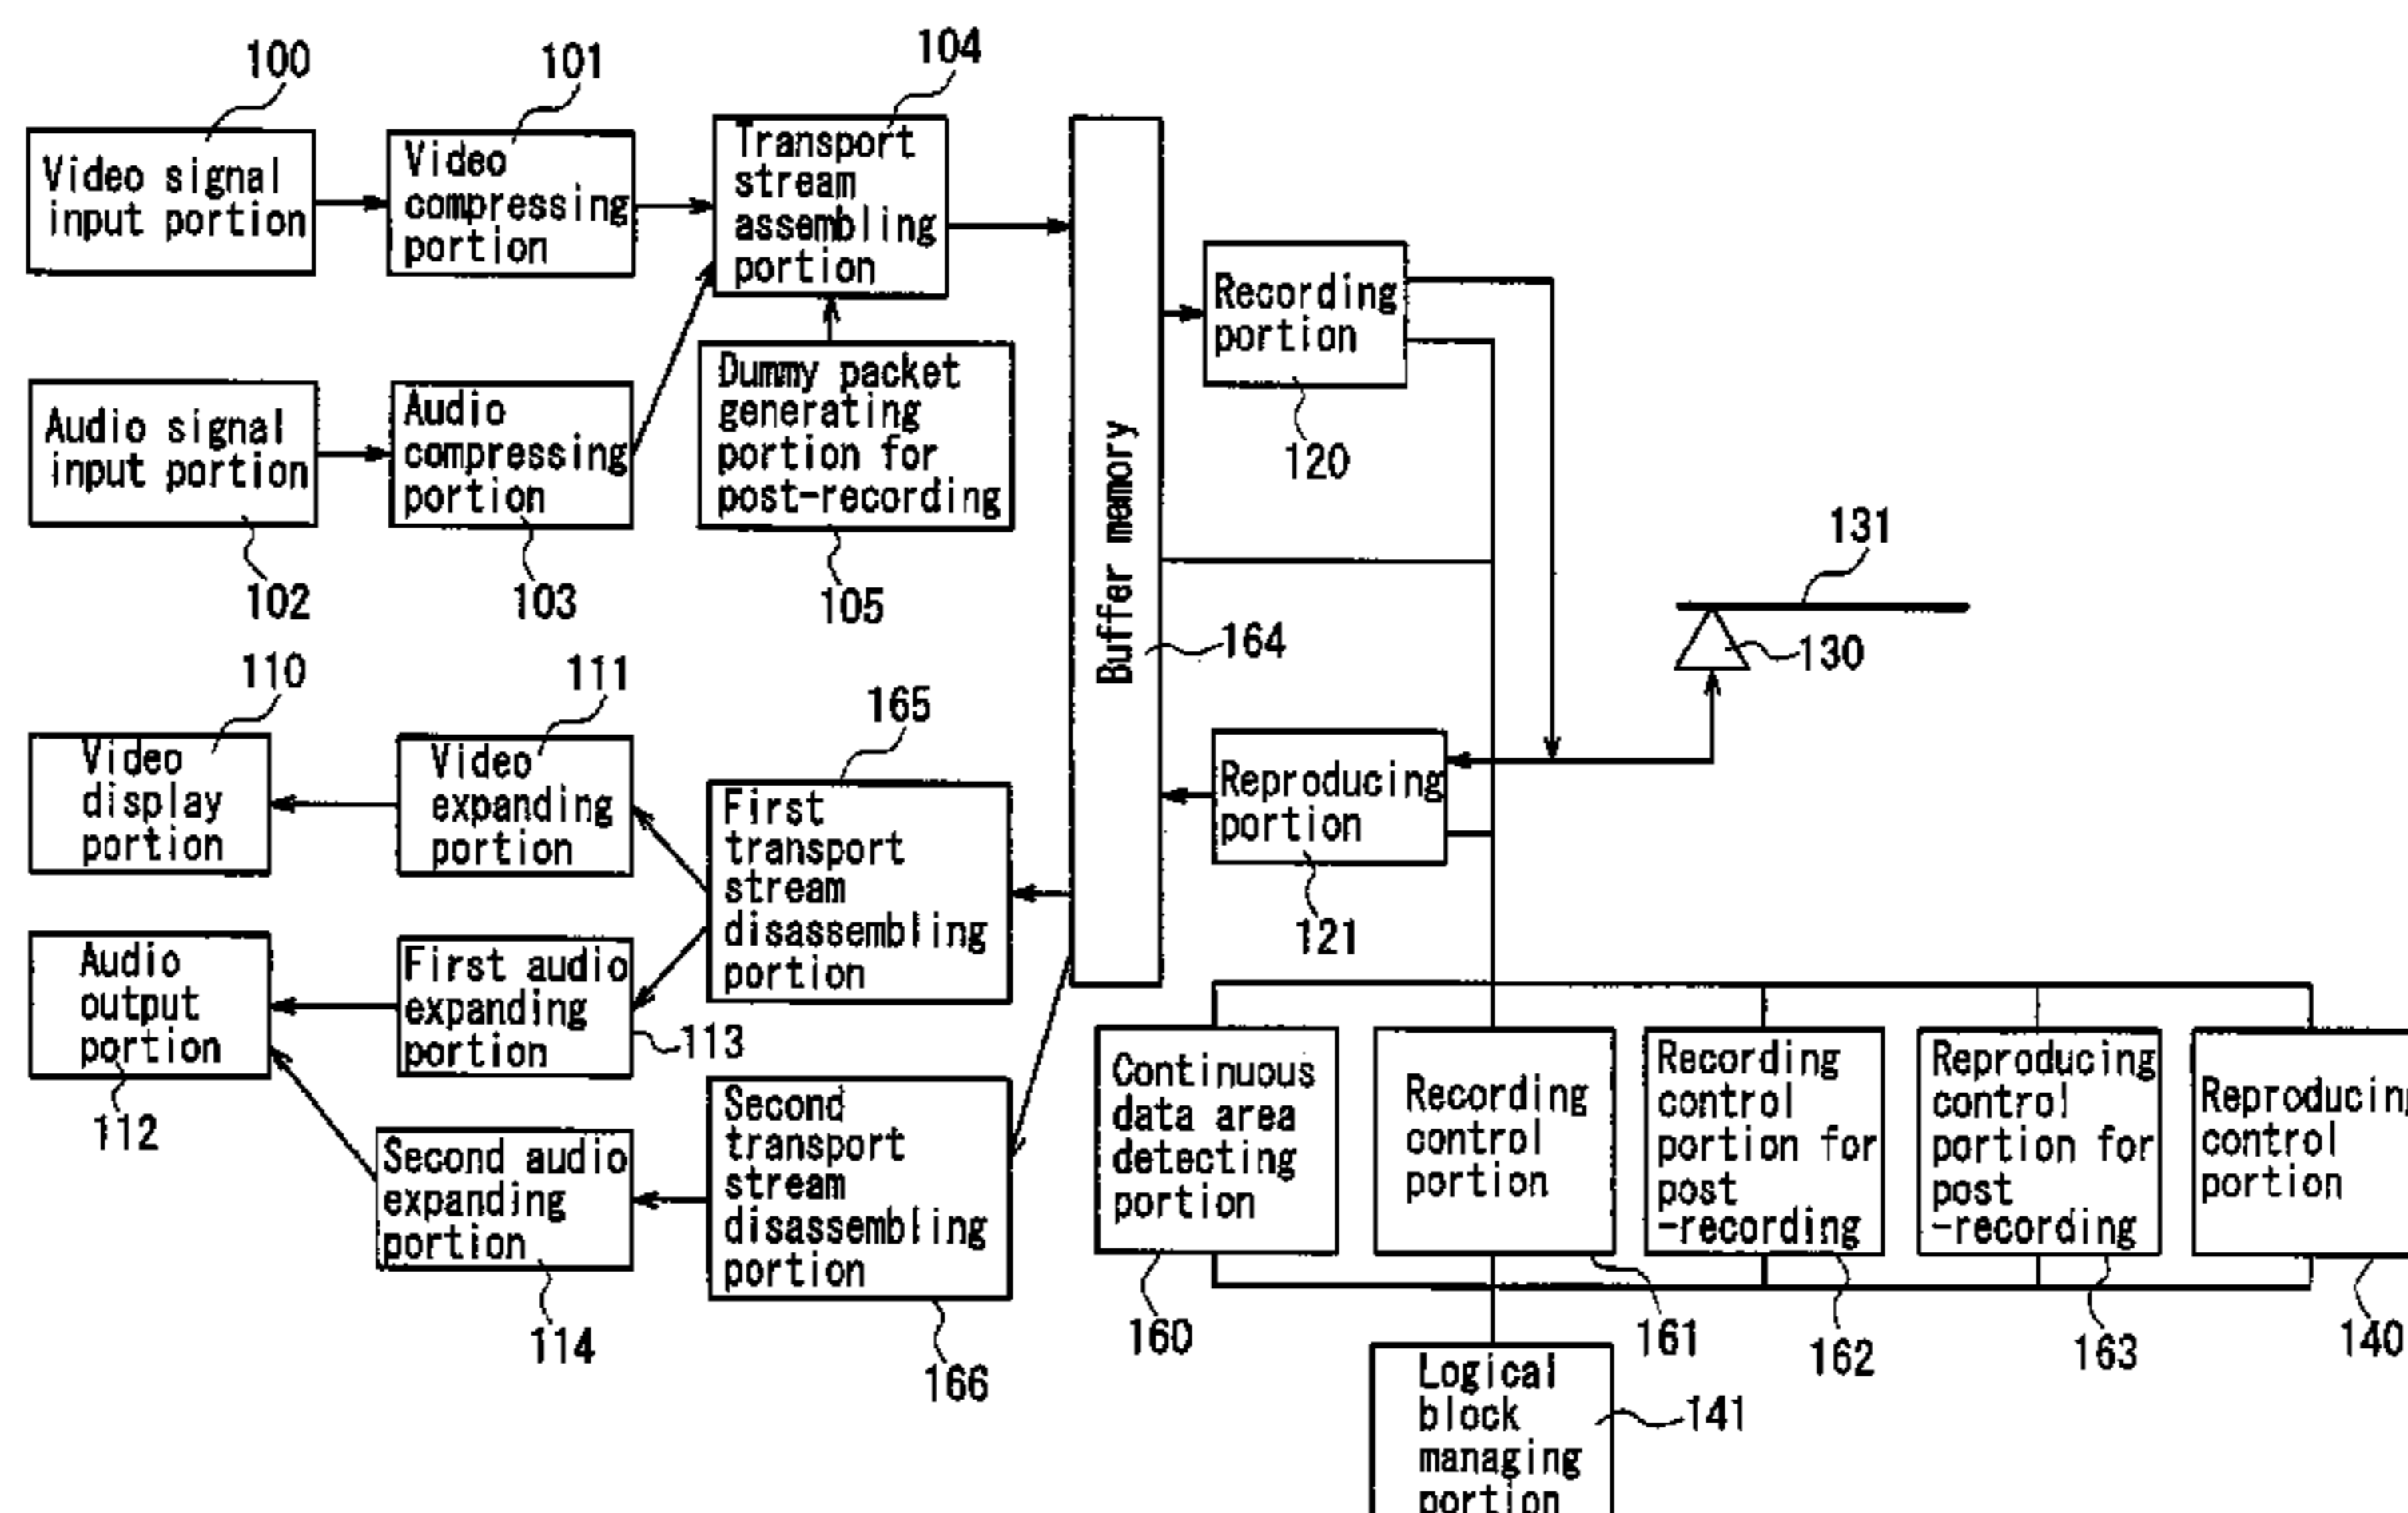 100
101
104
Video signal
input portion
Video
compressing
portion
Transport
stream
assembling
portion
Recording
portion
120
Audio signal
input portion
Audio
compressing
portion
Dummy packet
generating
portion for
post-recording
102
103
105
Buffer memory
164
131
130
110
111
165
Video
display
portion
Video
expanding
portion
First
transport
stream
disassembling
portion
Reproducing
portion
121
Audio
output
portion
First audio
expanding
portion
113
112
Second audio
expanding
portion
114
Second
transport
stream
disassembling
portion
166
Continuous
data area
detecting
portion
Recording
control
portion
Recording
control
portion for
post
-recording
Reproducing
control
portion for
post
-recording
Reproducing
control
portion
160
161
162
163
140
Logical
block
managing
portion
141